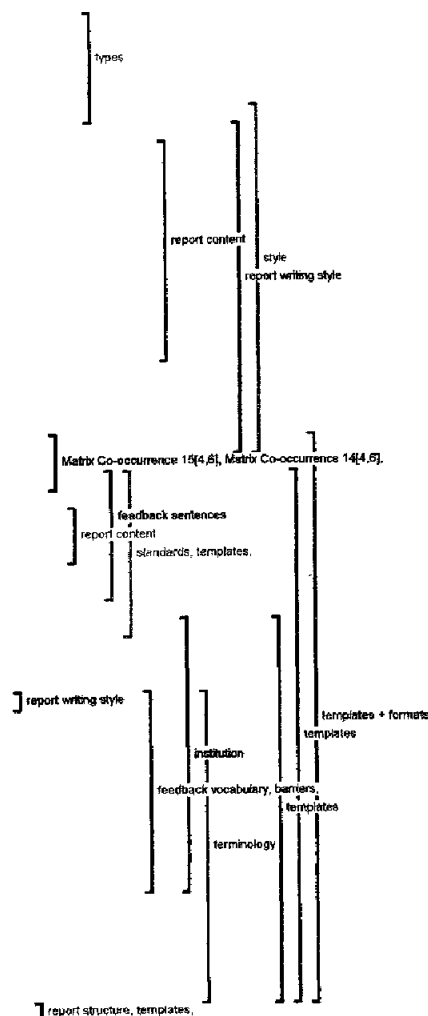 types
report content
style
report writing style
Matrix Co-occurrence 15[4,6], Matrix Co-occurrence 14[4,6],
feedback sentences
report content
standards, templates,
report writing style
templates + formats
templates
institution
feedback vocabulary, barriers,
templates
terminology
report structure, templates,